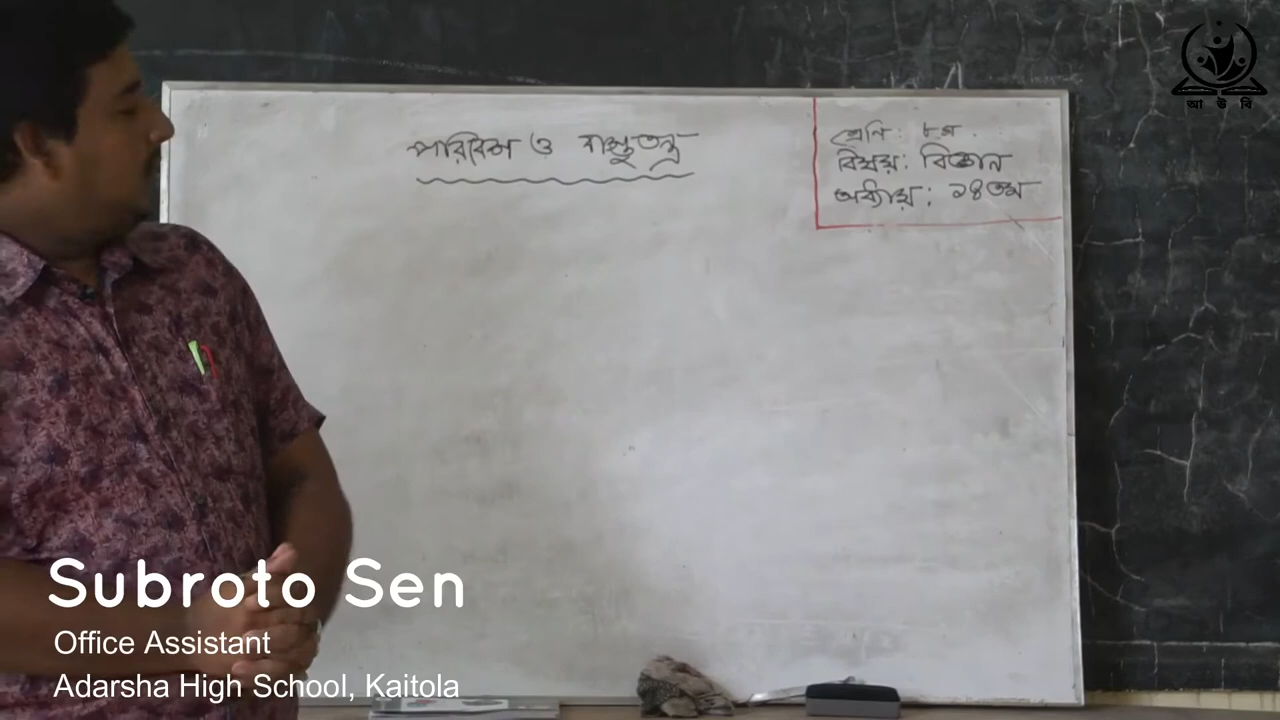 পরিবেশ ও বাস্তুতন্ত্র
শ্রেণি : ৮ম .
বিষয় : বিজ্ঞান
অধ্যায় : ১৪তম
আ উ বি
Subroto Sen
Office Assistant
Adarsha High School, Kaitola